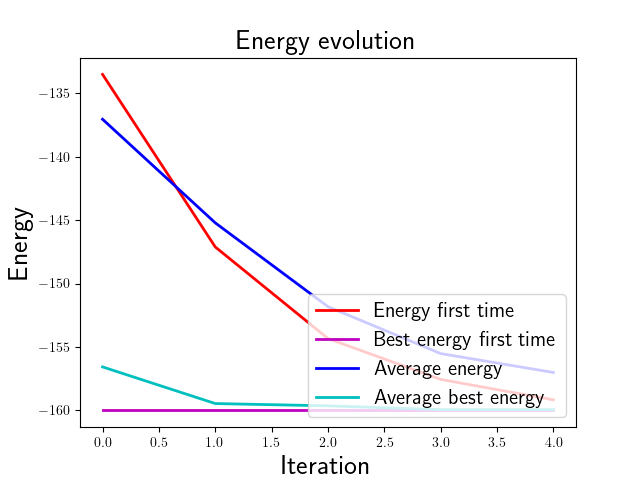 Energy evolution
Energy
−135
−140
−145
−150
−155
−160
Energy first time
Best energy first time
Average energy
Average best energy
0.0 0.5 1.0 1.5 2.0 2.5 3.0 3.5 4.0
Iteration